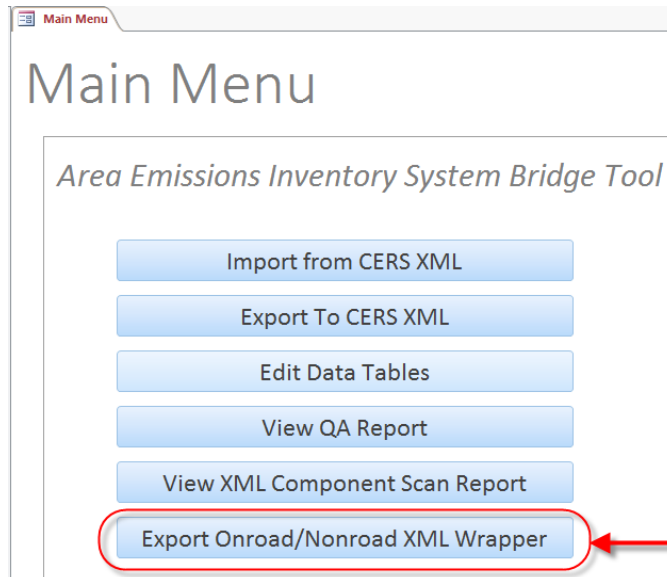 Main Menu
Main Menu
Area Emissions Inventory System Bridge Tool
Import from CERS XML
Export To CERS XML
Edit Data Tables
View QA Report
View XML Component Scan Report
Export Onroad/Nonroad XML Wrapper